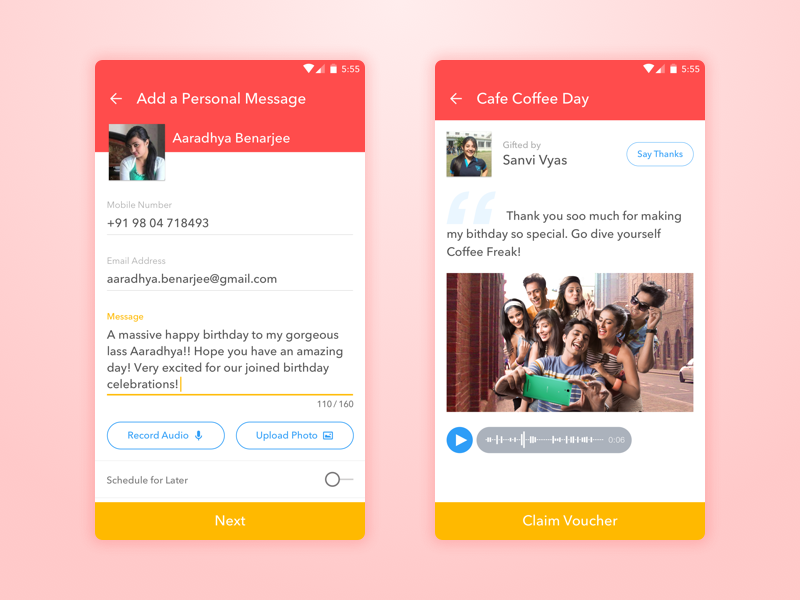 5:55
Add a Personal Message
Aaradhya Benarjee
Mobile Number
+91 98 04 718493
Email Address
aaradhya.benarjee@gmail.com
Message
A massive happy birthday to my gorgeous
lass Aaradhya!! Hope you have an amazing
day! Very excited for our joined birthday
celebrations!
110 / 160
Record Audio
Upload Photo
Schedule for Later
Next
5:55
Cafe Coffee Day
Gifted by
Sanvi Vyas
Say Thanks
Thank you soo much for making
my bithday so special. Go dive yourself
Coffee Freak!
0:06
Claim Voucher